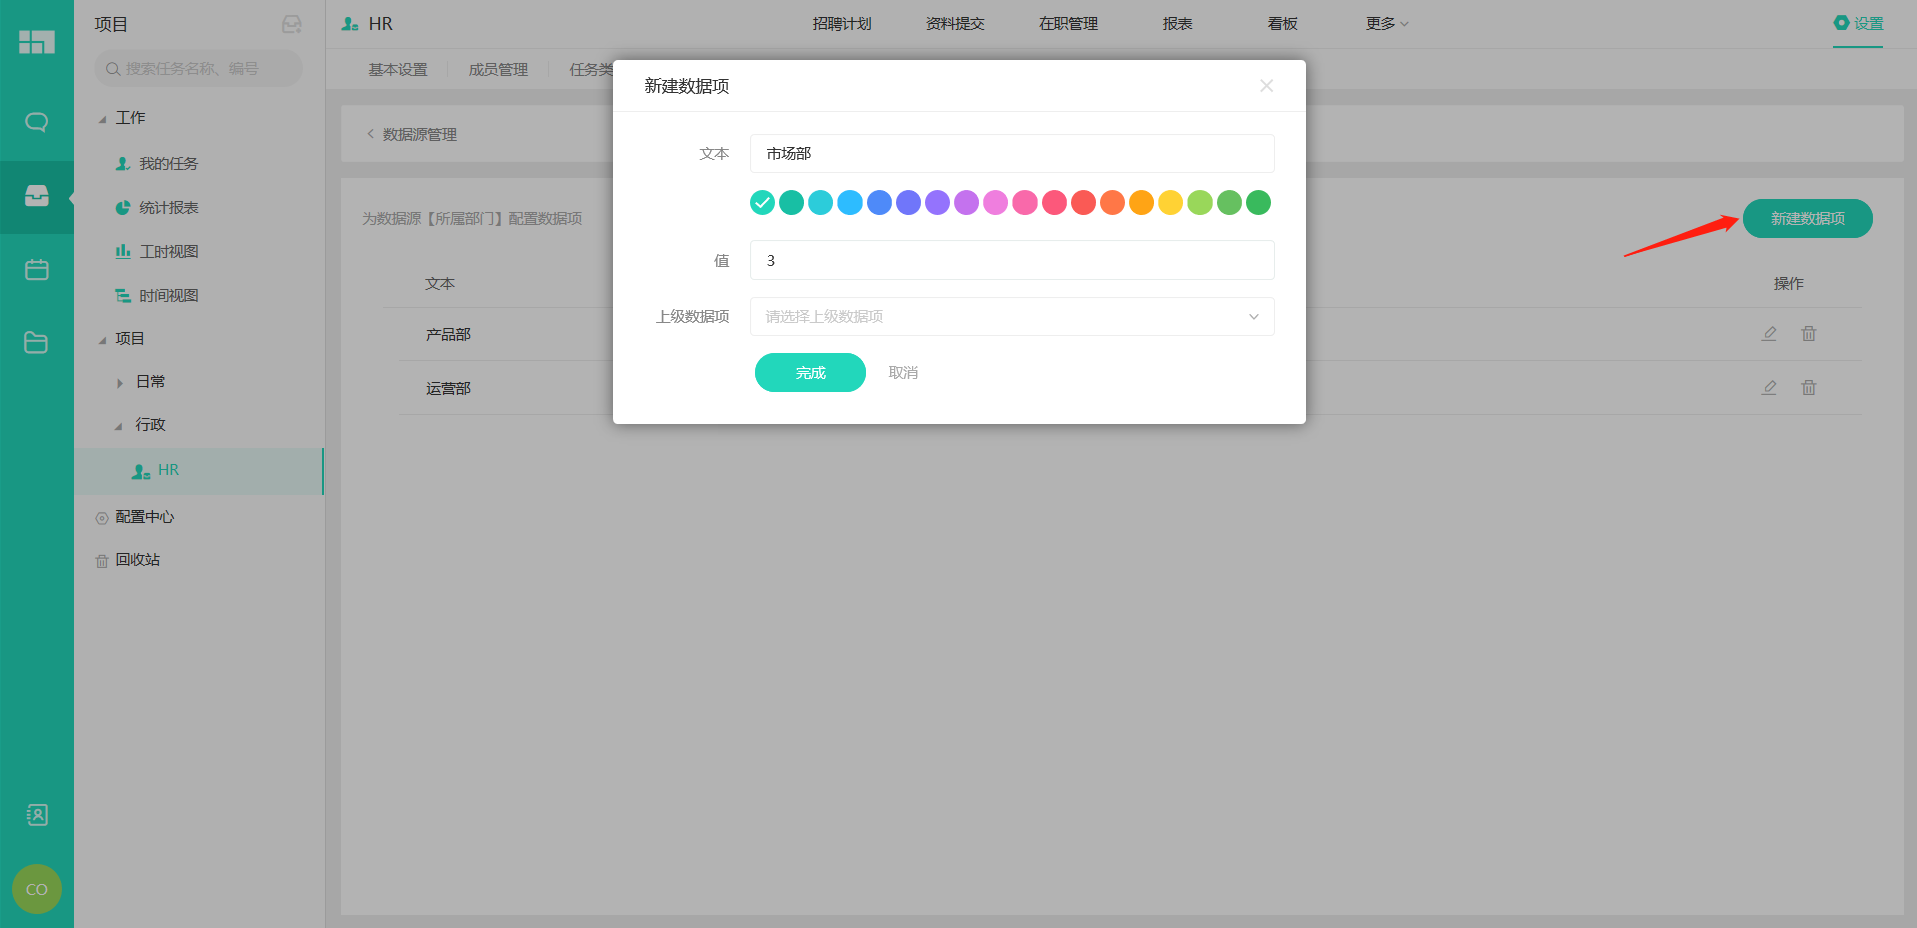 项目
搜索任务名称、编号
工作
我的任务
统计报表
工时视图
时间视图
项目
日常
行政
HR
配置中心
回收站
CO
HR
招聘计划
资料提交
在职管理
报表
看板
更多
设置
基本设置
成员管理
任务类
数据源管理
为数据源【所属部门】配置数据项
新建数据项
文本
操作
产品部
运营部
新建数据项
文本
市场部
值
3
上级数据项
请选择上级数据项
完成
取消